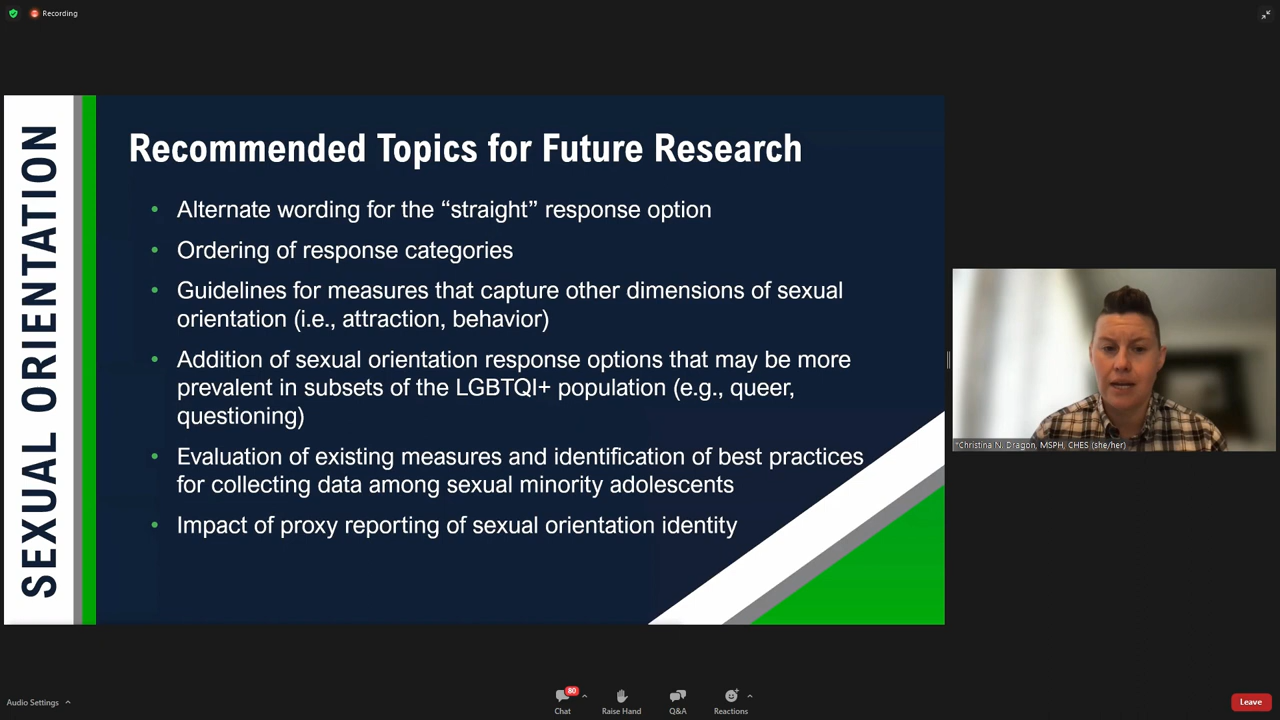 Recording
SEXUAL ORIENTATION
Recommended Topics for Future Research
• Alternate wording for the “straight” response option
• Ordering of response categories
• Guidelines for measures that capture other dimensions of sexual
orientation (i.e., attraction, behavior)
• Addition of sexual orientation response options that may be more
prevalent in subsets of the LGBTQI+ population (e.g., queer,
questioning)
• Evaluation of existing measures and identification of best practices
for collecting data among sexual minority adolescents
• Impact of proxy reporting of sexual orientation identity
*Christina N. Dragon, MSPH, CHES (she/her)
Audio Settings
80
Chat
Raise Hand
Q&A
Reactions
Leave